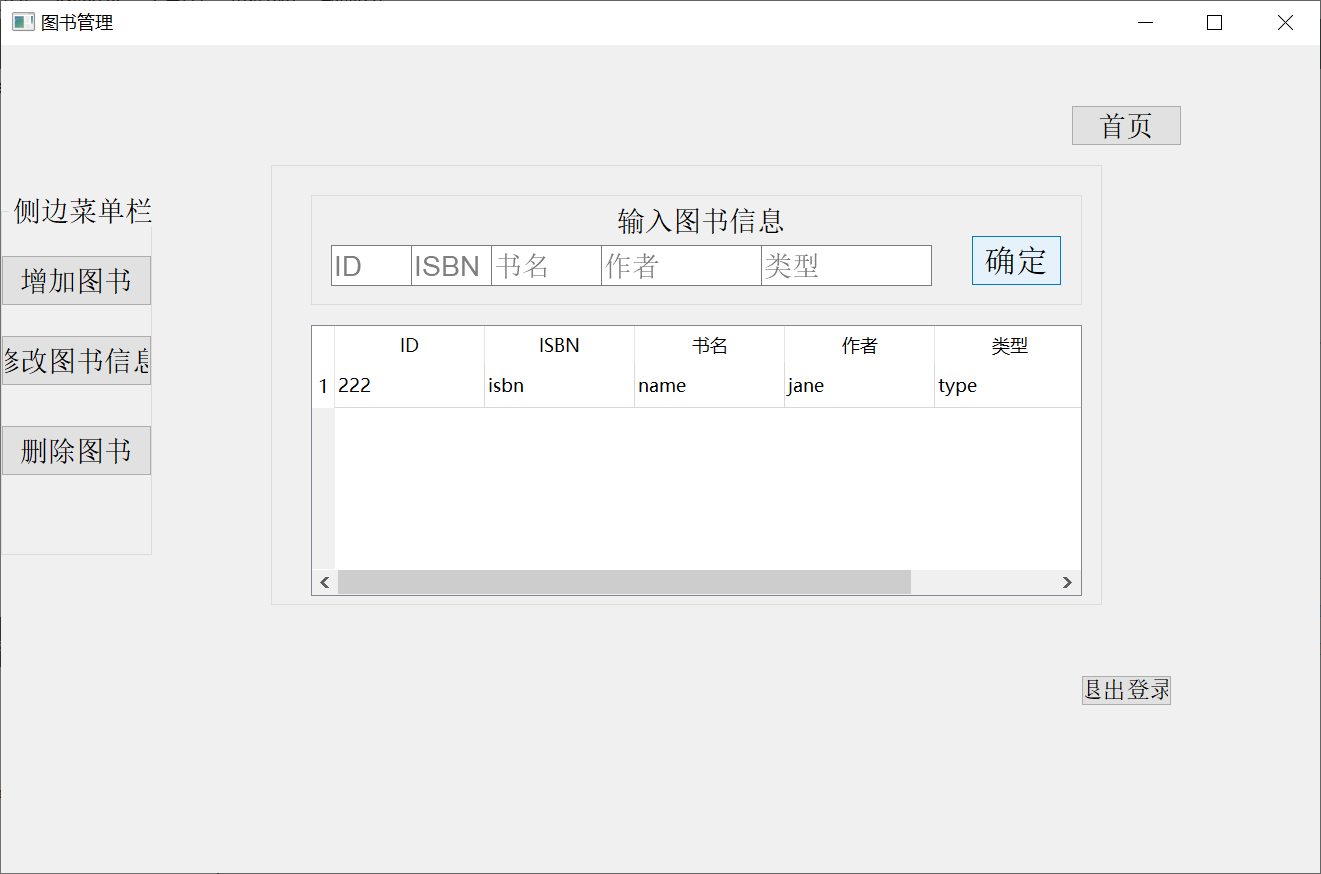 图书管理
首页
侧边菜单栏
增加图书
修改图书信息
删除图书
输入图书信息
ID ISBN 书名 作者 类型
确定
ID ISBN 书名 作者 类型
1 222 isbn name jane type
退出登录